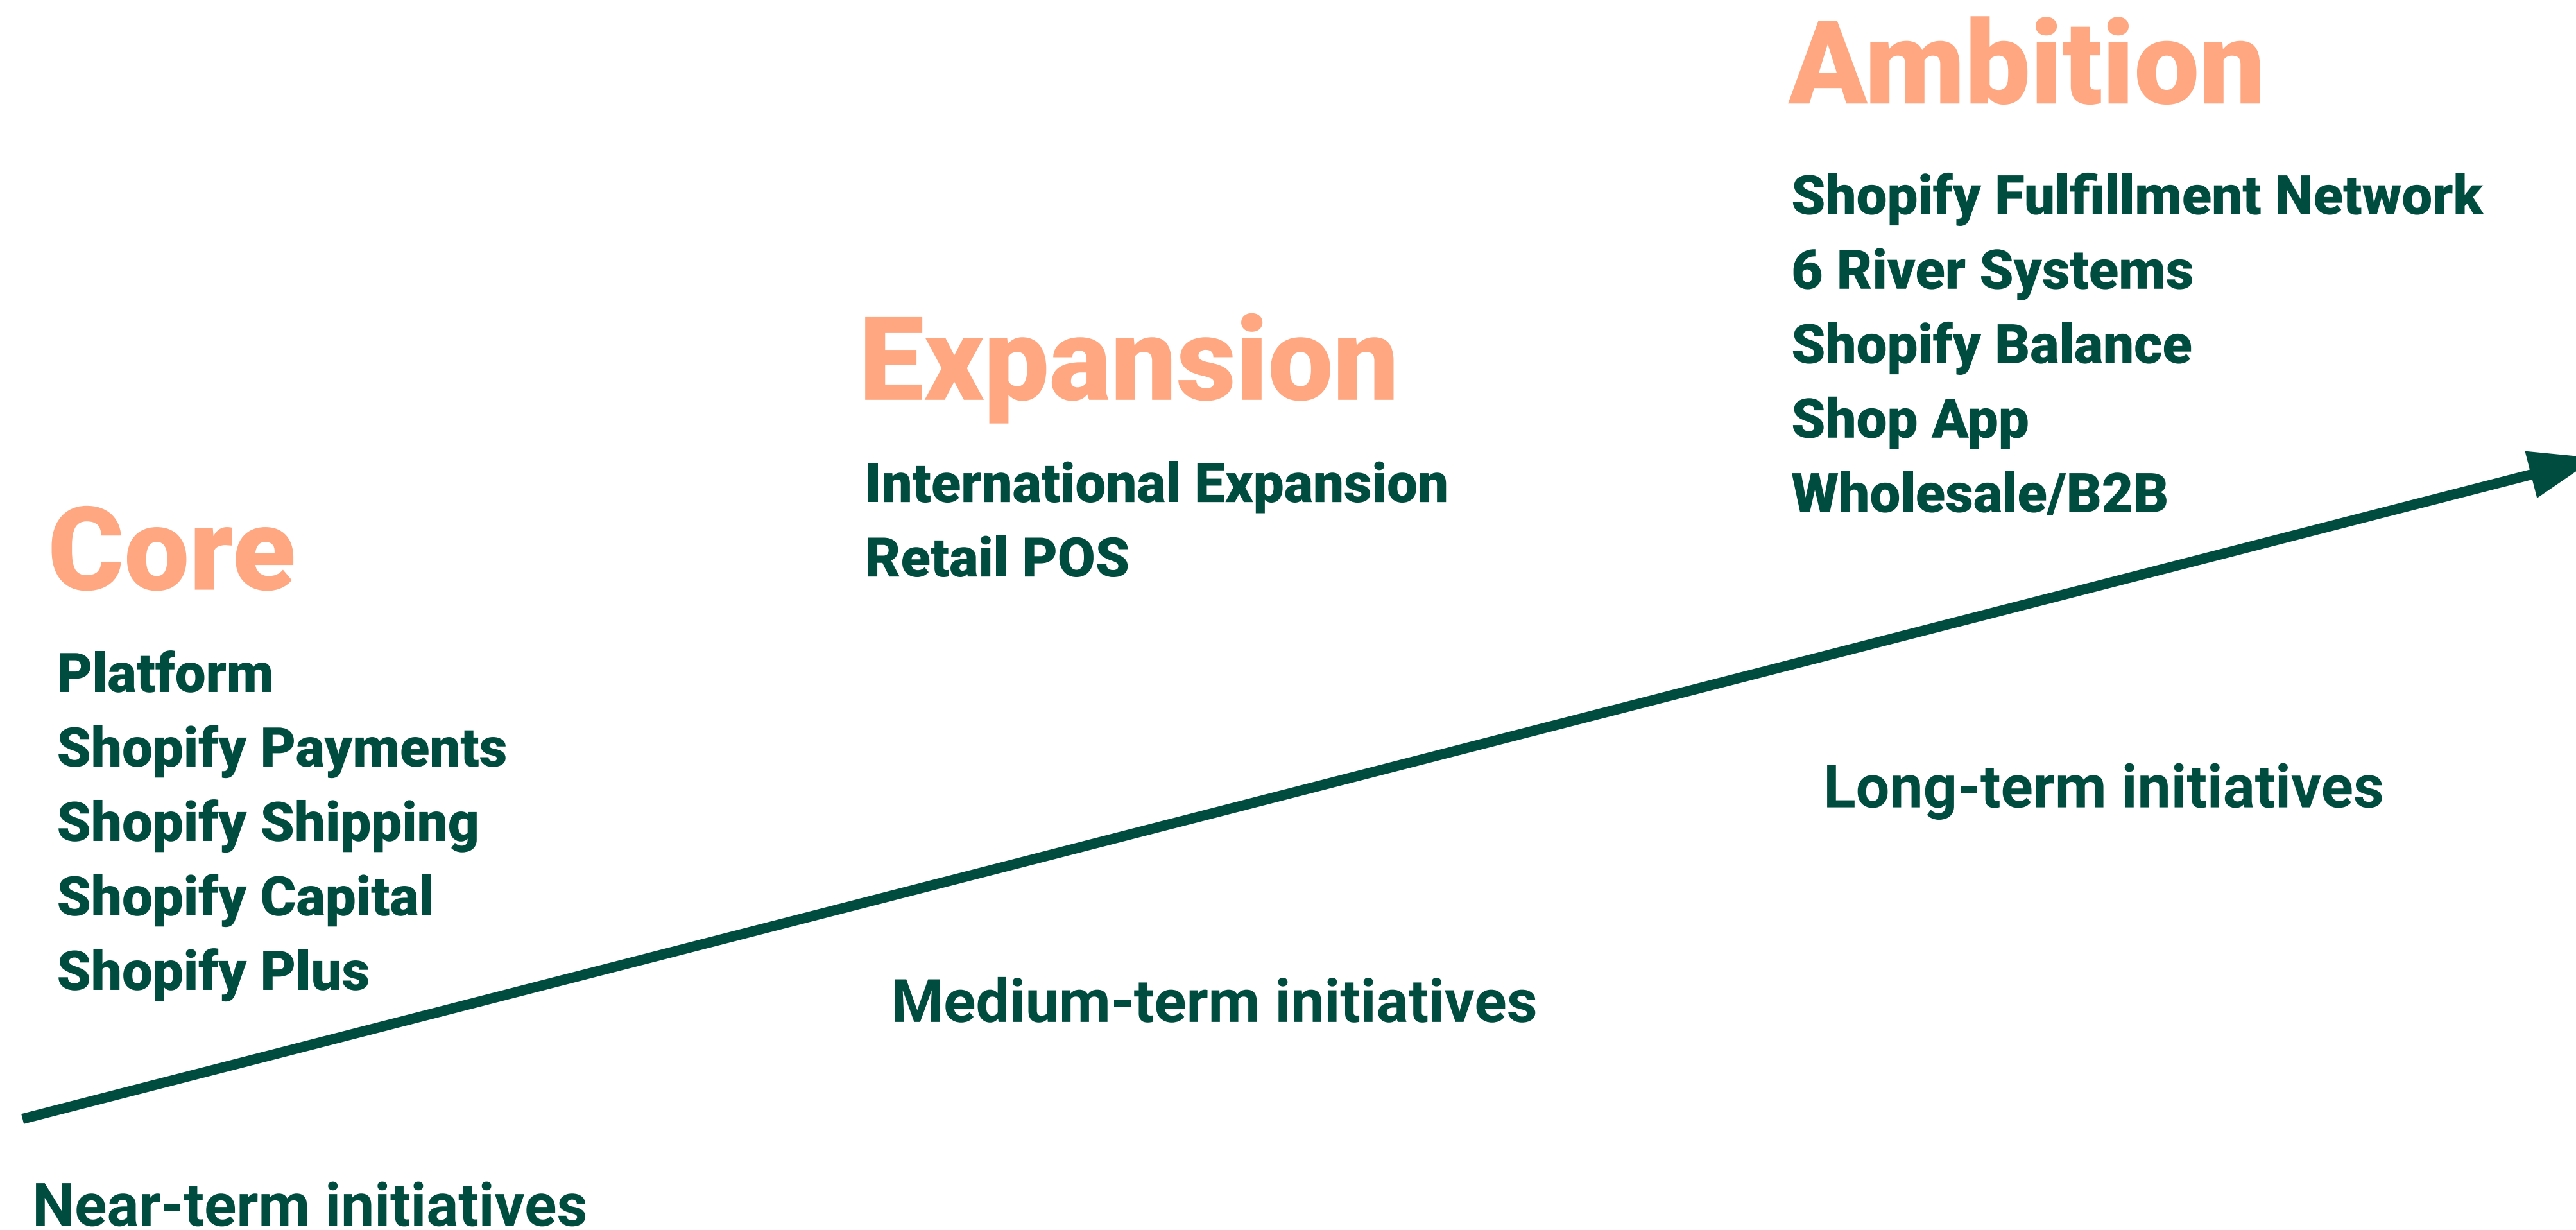 Core
Platform
Shopify Payments
Shopify Shipping
Shopify Capital
Shopify Plus
Near-term initiatives
Expansion
International Expansion
Retail POS
Medium-term initiatives
Ambition
Shopify Fulfillment Network
6 River Systems
Shopify Balance
Shop App
Wholesale/B2B
Long-term initiatives